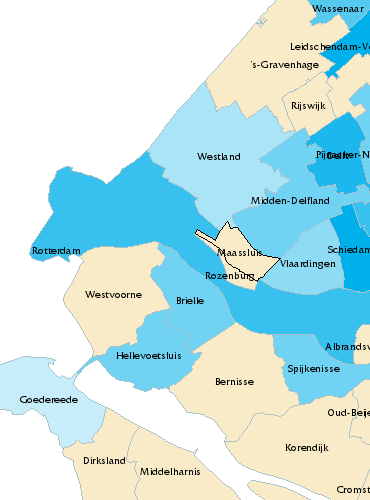 Wassenaar
Leidschendam-Vo
's-Gravenhage
Rijswijk
Pijnacker-N
Delft
Westland
Midden-Delfland
Schiedam
Rotterdam
Maassluis
Vlaardingen
Rozenburg
Westvoorne
Brielle
Albrandsw
Hellevoetsluis
Spijkenisse
Bernisse
Goedereede
Oud-Beije
Korendijk
Dirksland
Middelharnis
Cromst